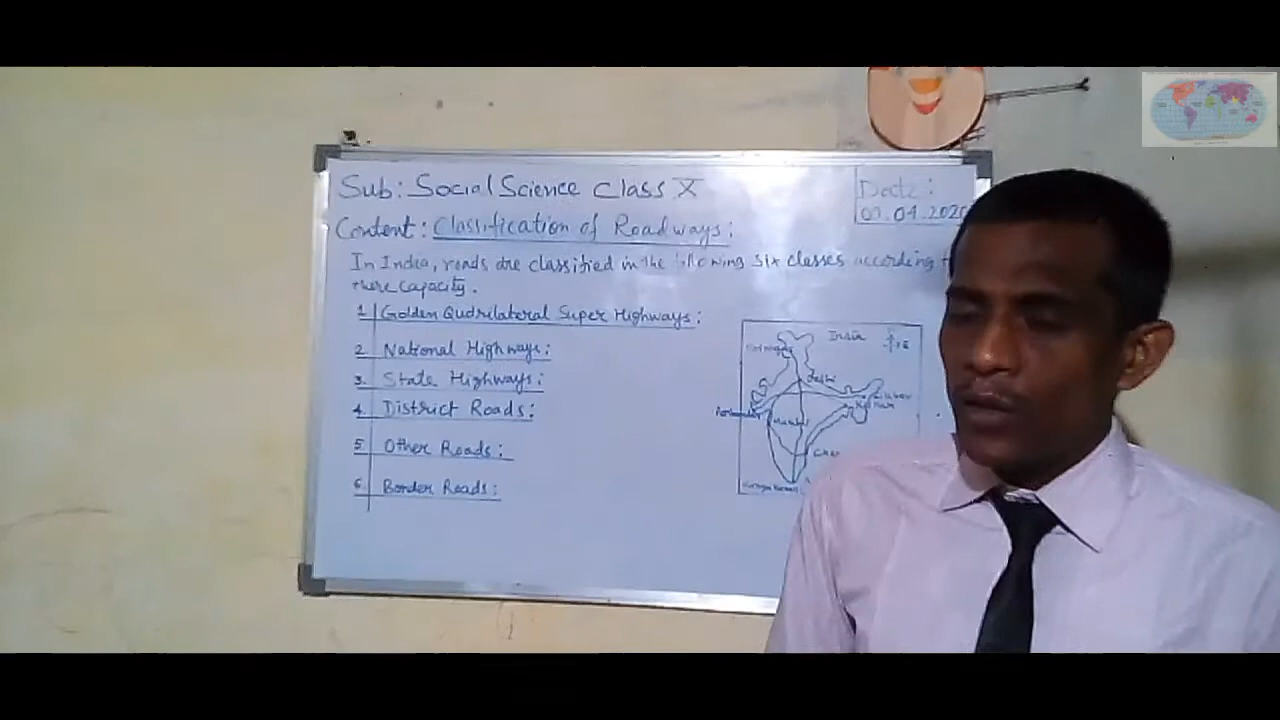 Sub: Social Science Class X
Date:
Content: Classification of Roadways:
In India, roads are classified in the following six classes according
there capacity.
1 Golden Qudrilateral Super Highways:
2 National Highways:
3. State Highways:
4. District Roads:
5 Other Roads:
6. Border Roads:
India
Delhi